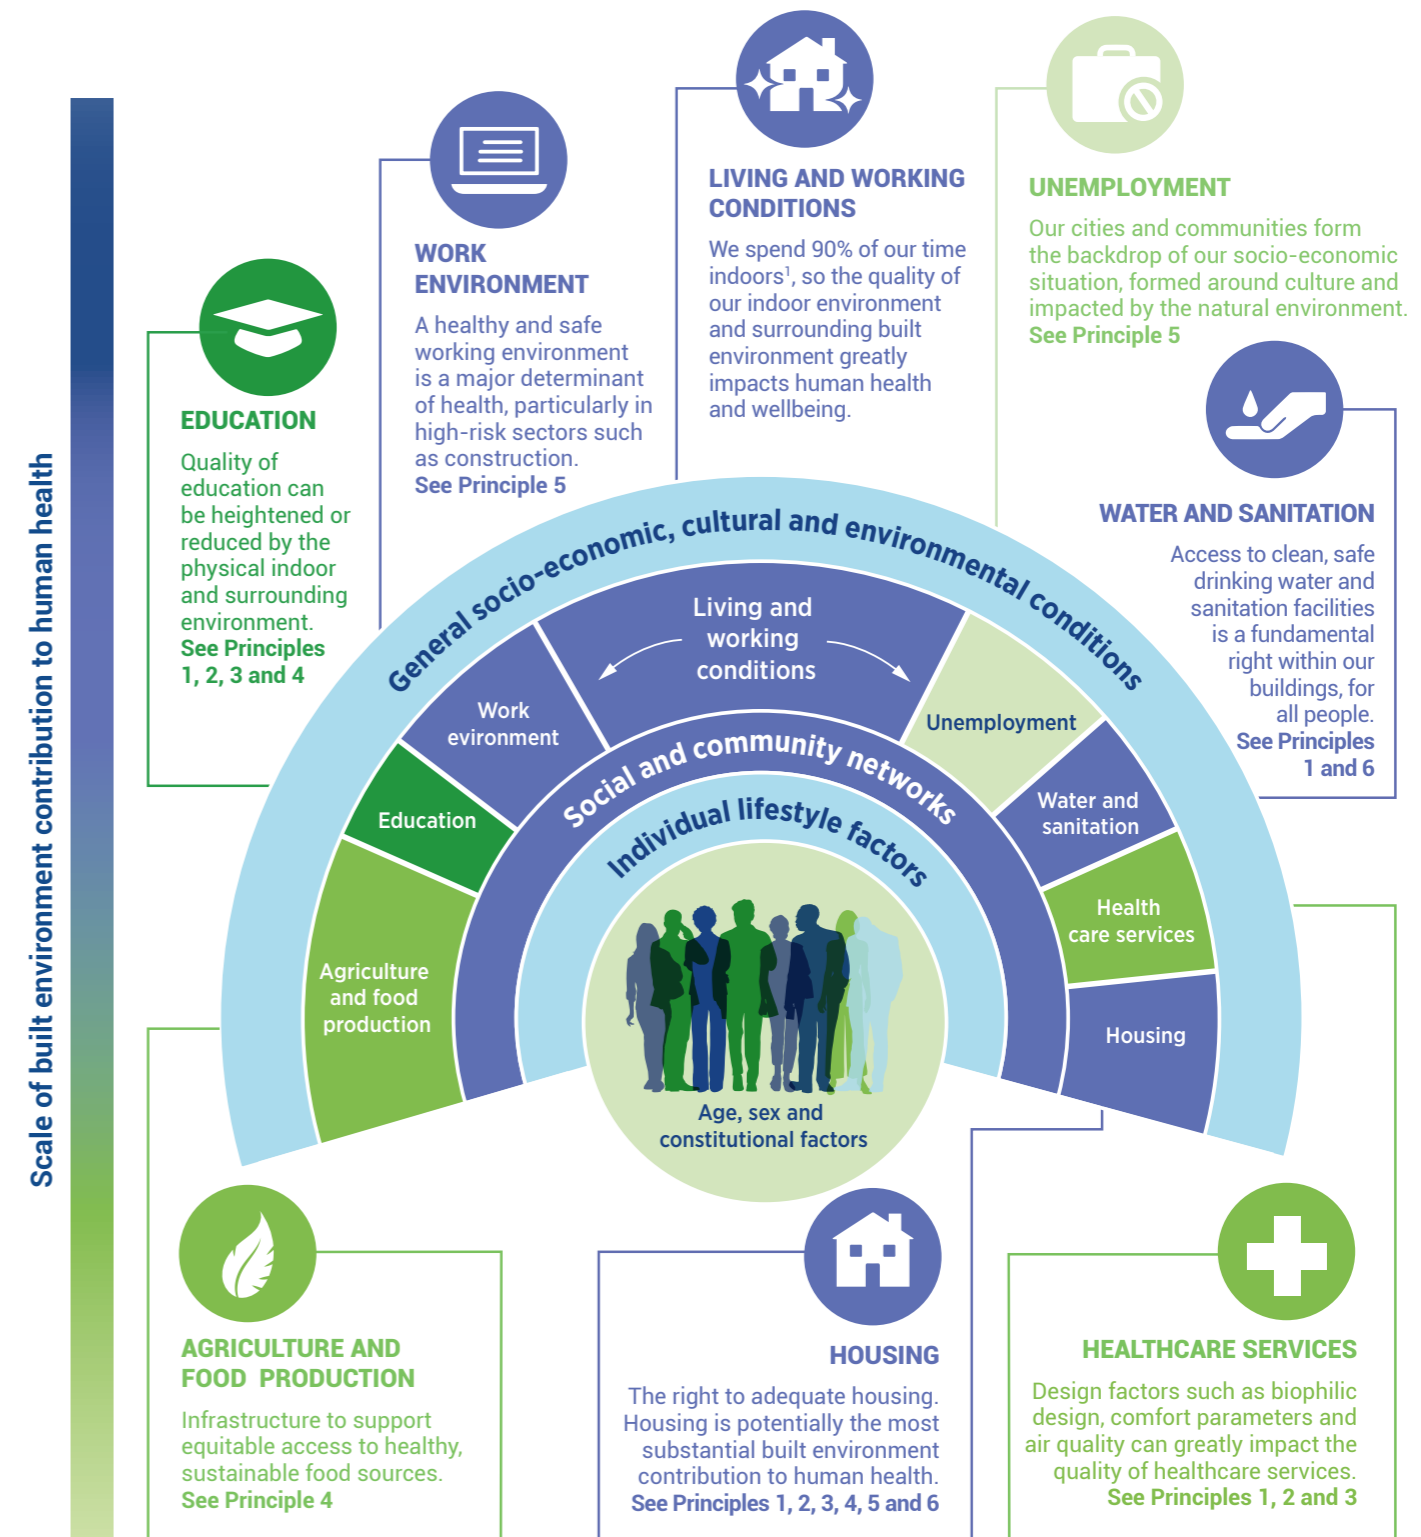 Scale of built environment contribution to human health
EDUCATION
Quality of
education can
be heightened or
reduced by the
physical indoor
and surrounding
environment.
See Principles
1, 2, 3 and 4
WORK
ENVIRONMENT
A healthy and safe
working environment
is a major determinant
of health, particularly in
high-risk sectors such
as construction.
See Principle 5
LIVING AND WORKING
CONDITIONS
We spend 90% of our time
indoors¹, so the quality of
our indoor environment
and surrounding built
environment greatly
impacts human health
and wellbeing.
UNEMPLOYMENT
Our cities and communities form
the backdrop of our socio-economic
situation, formed around culture and
impacted by the natural environment.
See Principle 5
WATER AND SANITATION
Access to clean, safe
drinking water and
sanitation facilities
is a fundamental
right within our
buildings, for
all people.
See Principles
1 and 6
General socio-economic, cultural and environmental conditions
Agriculture
and food
production
Education
Work
evironment
Living and
working
conditions
Unemployment
Water and
sanitation
Health
care services
Housing
Social and community networks
Individual lifestyle factors
Age, sex and
constitutional factors
AGRICULTURE AND
FOOD PRODUCTION
Infrastructure to support
equitable access to healthy,
sustainable food sources.
See Principle 4
HOUSING
The right to adequate housing.
Housing is potentially the most
substantial built environment
contribution to human health.
See Principles 1, 2, 3, 4, 5 and 6
HEALTHCARE SERVICES
Design factors such as biophilic
design, comfort parameters and
air quality can greatly impact the
quality of healthcare services.
See Principles 1, 2 and 3